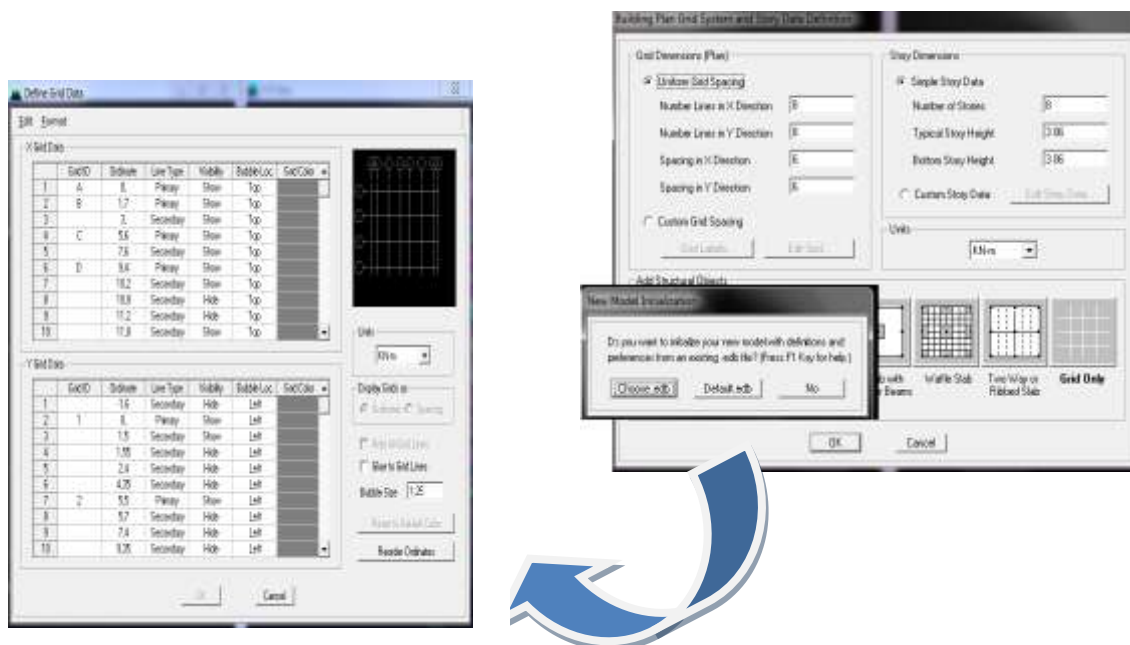 Define Grid Data
Edit Format
X Grid Data
Grid ID Ordinate Line Type Visibility Bubble Loc. Grid Color
1 A 0. Primary Show Top
2 B 1.7 Primary Show Top
3 3. Secondary Show Top
4 C 5.6 Primary Show Top
5 7.6 Secondary Show Top
6 D 9.4 Primary Show Top
7 10.2 Secondary Show Top
8 10.8 Secondary Hide Top
9 11.2 Secondary Hide Top
10 11.8 Secondary Show Top
Units
KN-m
Y Grid Data
Grid ID Ordinate Line Type Visibility Bubble Loc. Grid Color
1 -1.6 Secondary Hide Left
2 1 0. Primary Show Left
3 1.5 Secondary Hide Left
4 1.55 Secondary Hide Left
5 2.4 Secondary Hide Left
6 4.35 Secondary Hide Left
7 2 5.5 Primary Show Left
8 5.7 Secondary Hide Left
9 7.4 Secondary Hide Left
10 Secondary Hide Left
Display Grids as
Ordinates Spacing
Hide All Grid Lines
Glue to Grid Lines
Bubble Size 1.25
Reset to Default Color
Reorder Ordinates
OK Cancel
Building Plan Grid System and Story Data Definition
Grid Dimensions (Plan)
Uniform Grid Spacing
Number Lines in X Direction
Number Lines in Y Direction
Spacing in X Direction 6.
Spacing in Y Direction 6.
Custom Grid Spacing
Grid Labels... Edit Grid...
Story Dimensions
Simple Story Data
Number of Stories 8
Typical Story Height 3.06
Bottom Story Height 3.06
Custom Story Data Edit Story Data...
Units
KN-m
Add Structural Objects
with
Beams
Waffle Slab
Two Way or
Ribbed Slab
Grid Only
OK Cancel
New Model Initialization
Do you want to initialize your new model with definitions and
preferences from an existing .edb file? (Press F1 Key for help.)
Choose .edb Default.edb No